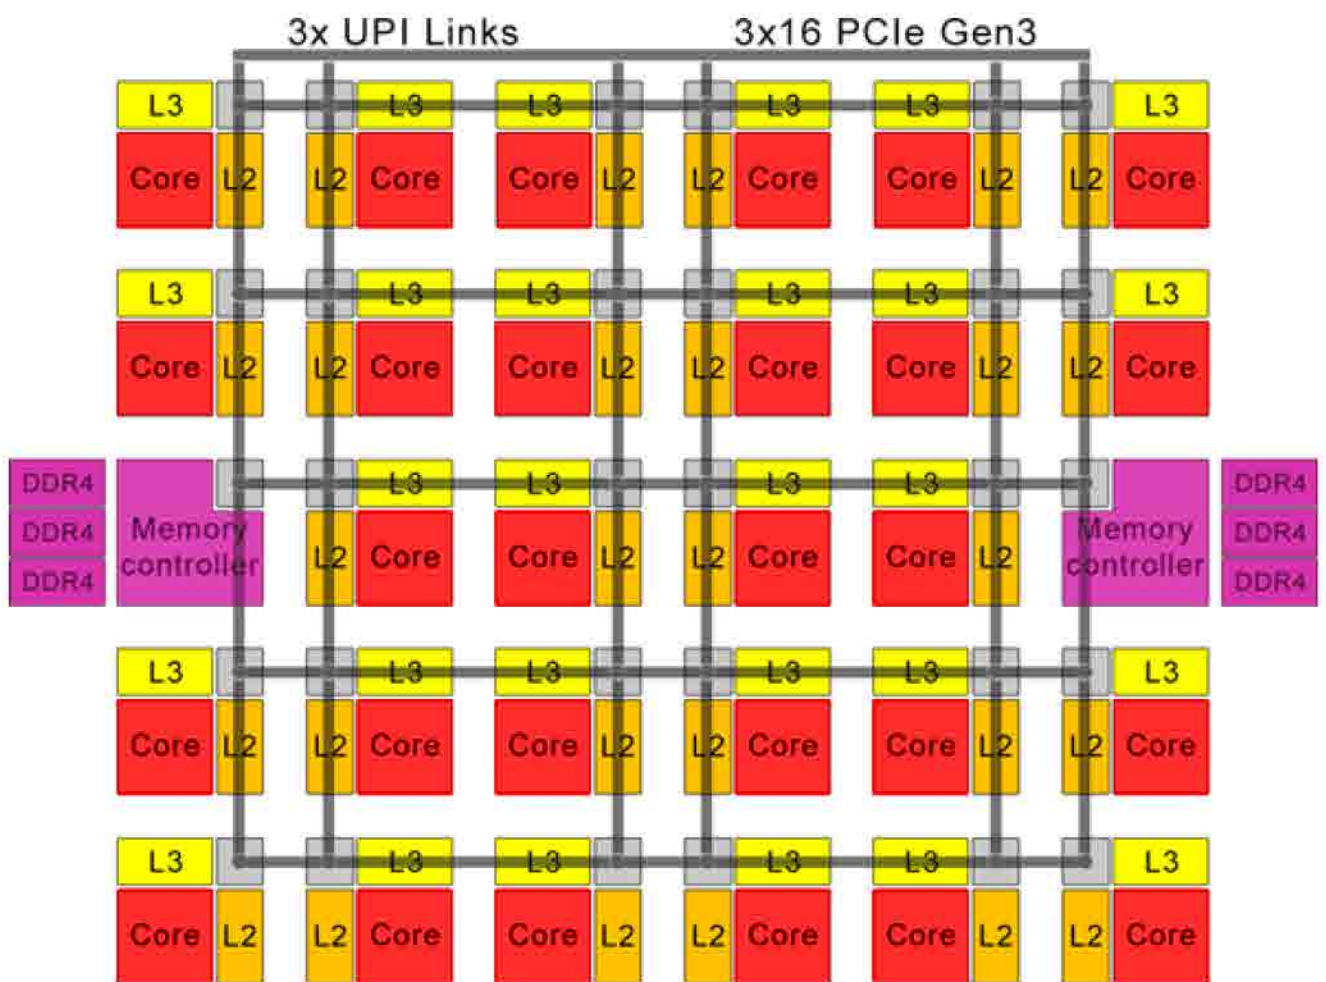 3x UPI Links 3x16 PCIe Gen3
L3 L3 L3 L3 L3 L3
Core L2 L2 Core Core L2 L2 Core Core L2 L2 Core
L3 L3 L3 L3 L3 L3
Core L2 L2 Core Core L2 L2 Core Core L2 L2 Core
DDR4 L3 L3 L3 L3 DDR4
DDR4 Memory Memory DDR4
controller L2 Core Core L2 L2 Core Core L2 controller
DDR4 DDR4
L3 L3 L3 L3 L3 L3
Core L2 L2 Core Core L2 L2 Core Core L2 L2 Core
L3 L3 L3 L3 L3 L3
Core L2 L2 Core Core L2 L2 Core Core L2 L2 Core